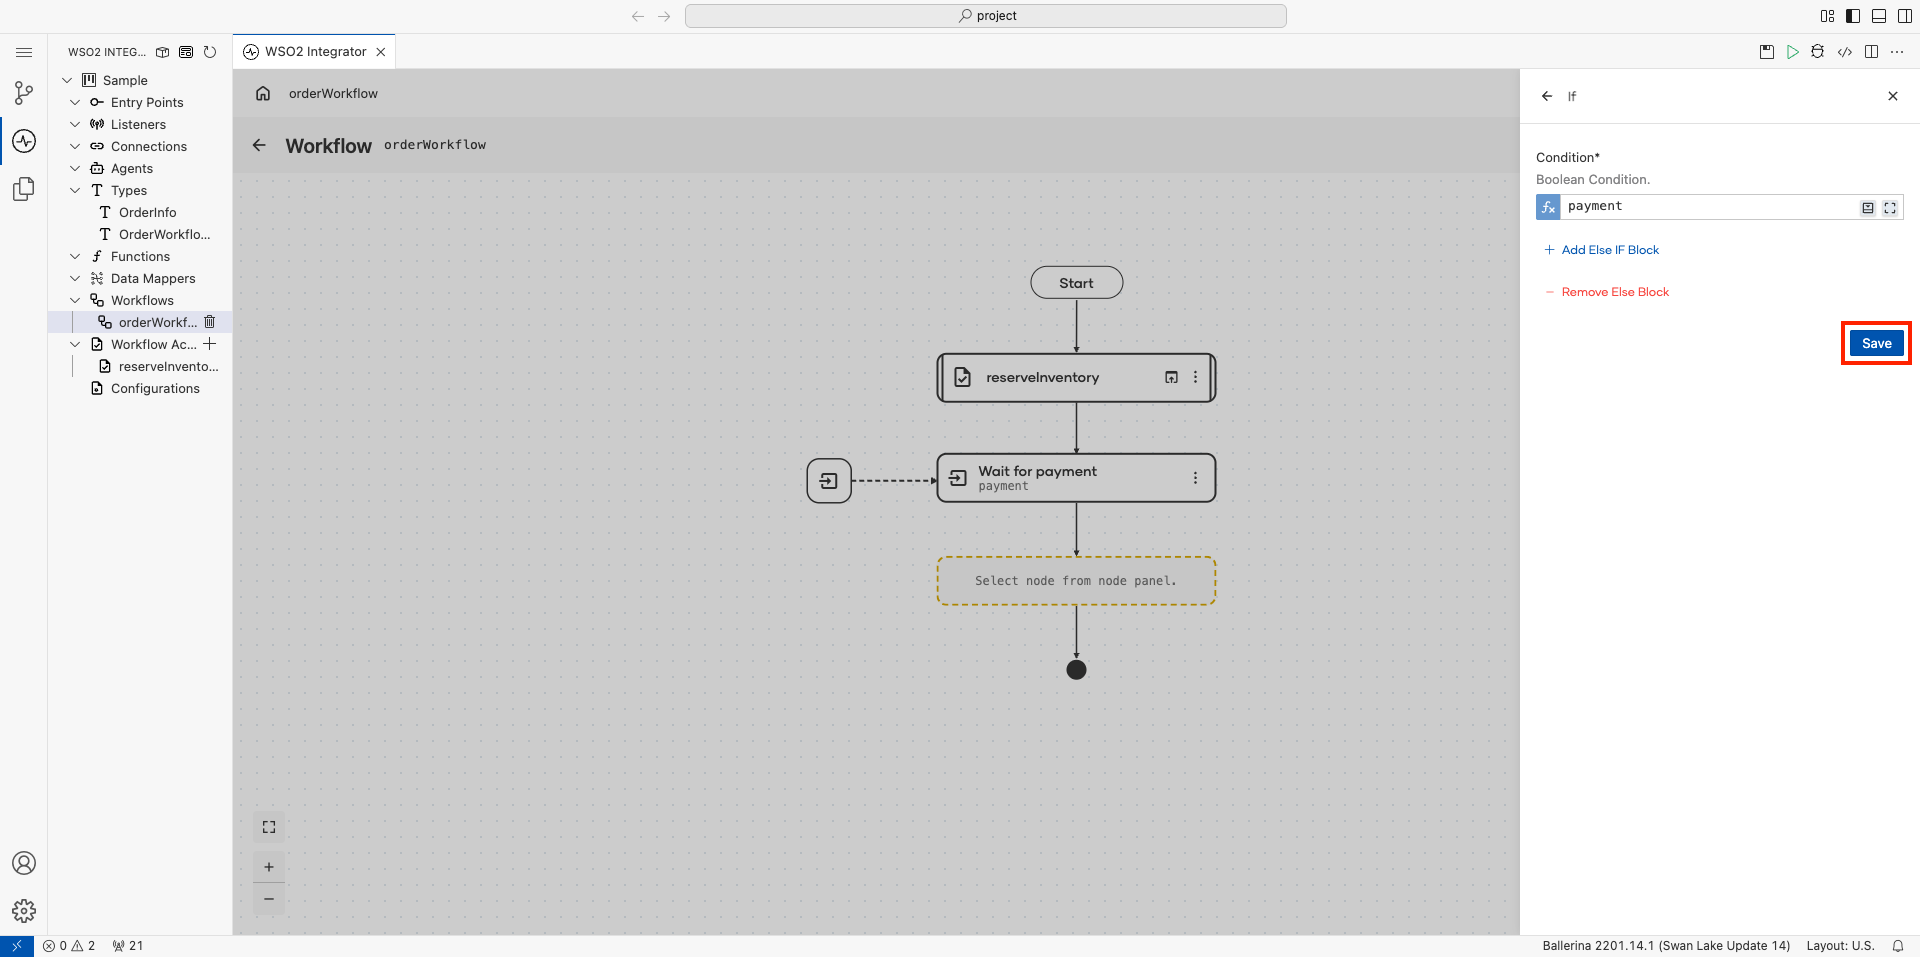 project
WSO2 INTEG...
WSO2 Integrator
Sample
Entry Points
Listeners
Connections
Agents
Types
OrderInfo
OrderWorkflo...
Functions
Data Mappers
Workflows
orderWorkf...
Workflow Ac...
reserveInvento...
Configurations
orderWorkflow
Workflow orderWorkflow
Start
reserveInventory
Wait for payment
payment
Select node from node panel.
If
Condition*
Boolean Condition.
fx payment
Add Else IF Block
Remove Else Block
Save
0 2 21
Ballerina 2201.14.1 (Swan Lake Update 14) Layout: U.S.